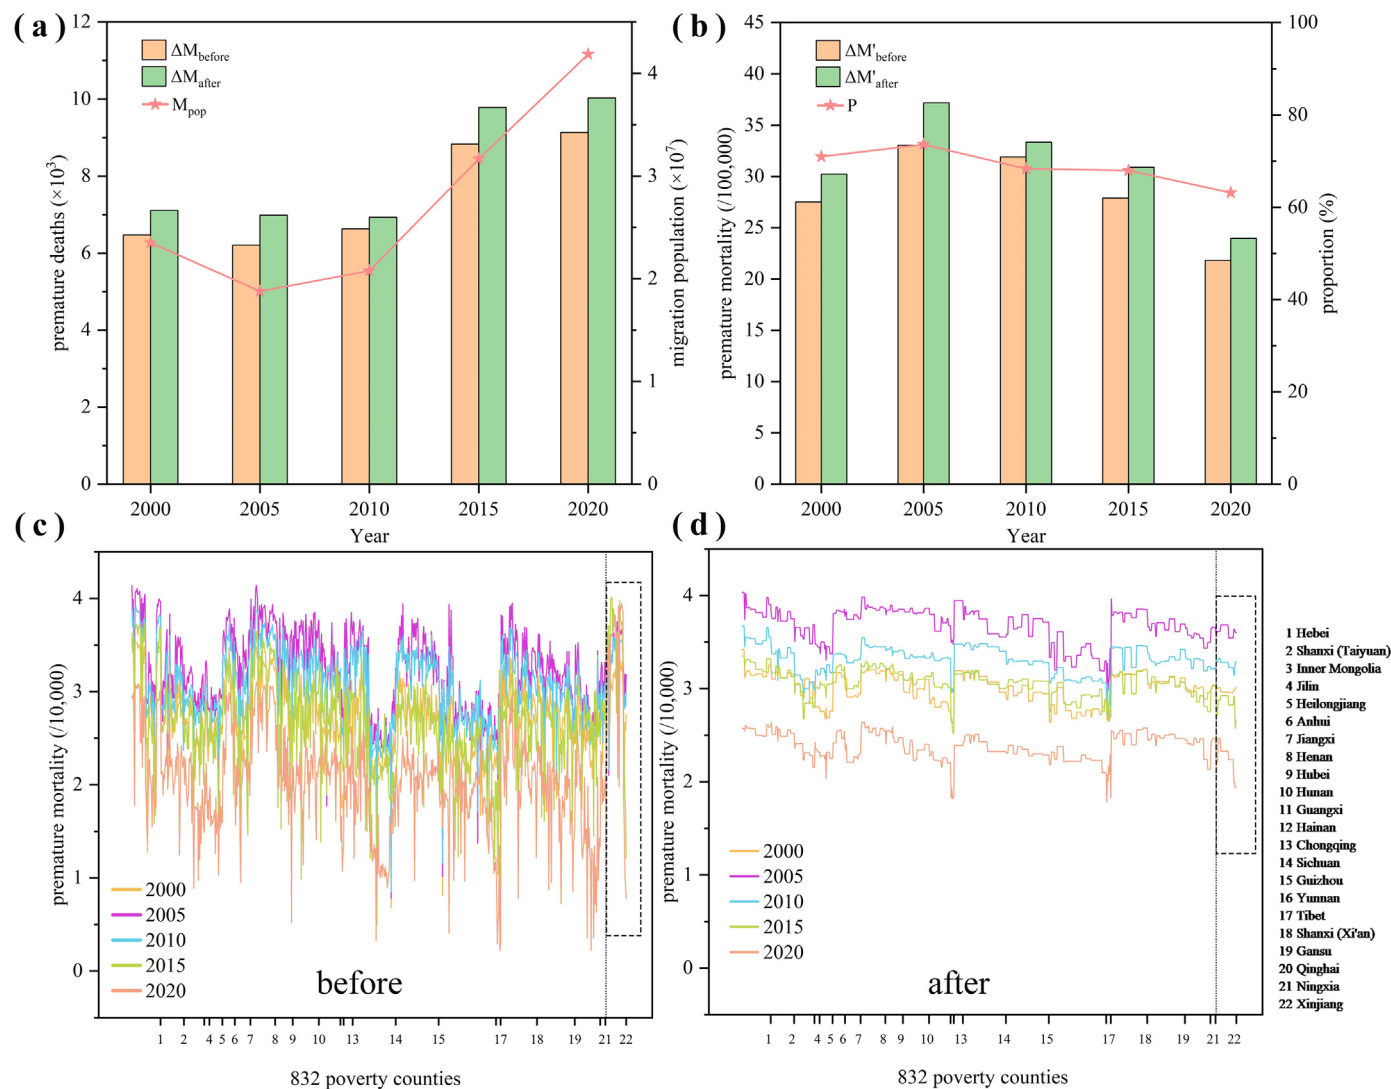 (a)
12
10
8
6
4
2
0
premature deaths (×10³)
ΔM_before
ΔM_after
M_pop
4
3
2
1
0
migration population (×10⁷)
2000 2005 2010 2015 2020
Year
(b)
45
40
35
30
25
20
15
10
5
0
premature mortality (/100,000)
ΔM'_before
ΔM'_after
P
100
80
60
40
20
0
proportion (%)
2000 2005 2010 2015 2020
Year
(c)
4
3
2
1
0
premature mortality (/10,000)
2000
2005
2010
2015
2020
before
1 2 4 5 6 7 8 9 10 12 14 15 17 18 19 21 22
832 poverty counties
(d)
4
3
2
1
0
premature mortality (/10,000)
2000
2005
2010
2015
2020
after
1 2 4 5 6 7 8 9 10 13 14 15 17 18 19 21 22
832 poverty counties
1 Hebei
2 Shanxi (Taiyuan)
3 Inner Mongolia
4 Jilin
5 Heilongjiang
6 Anhui
7 Jiangxi
8 Henan
9 Hubei
10 Hunan
11 Guangxi
12 Hainan
13 Chongqing
14 Sichuan
15 Guizhou
16 Yunnan
17 Tibet
18 Shanxi (Xi'an)
19 Gansu
20 Qinghai
21 Ningxia
22 Xinjiang